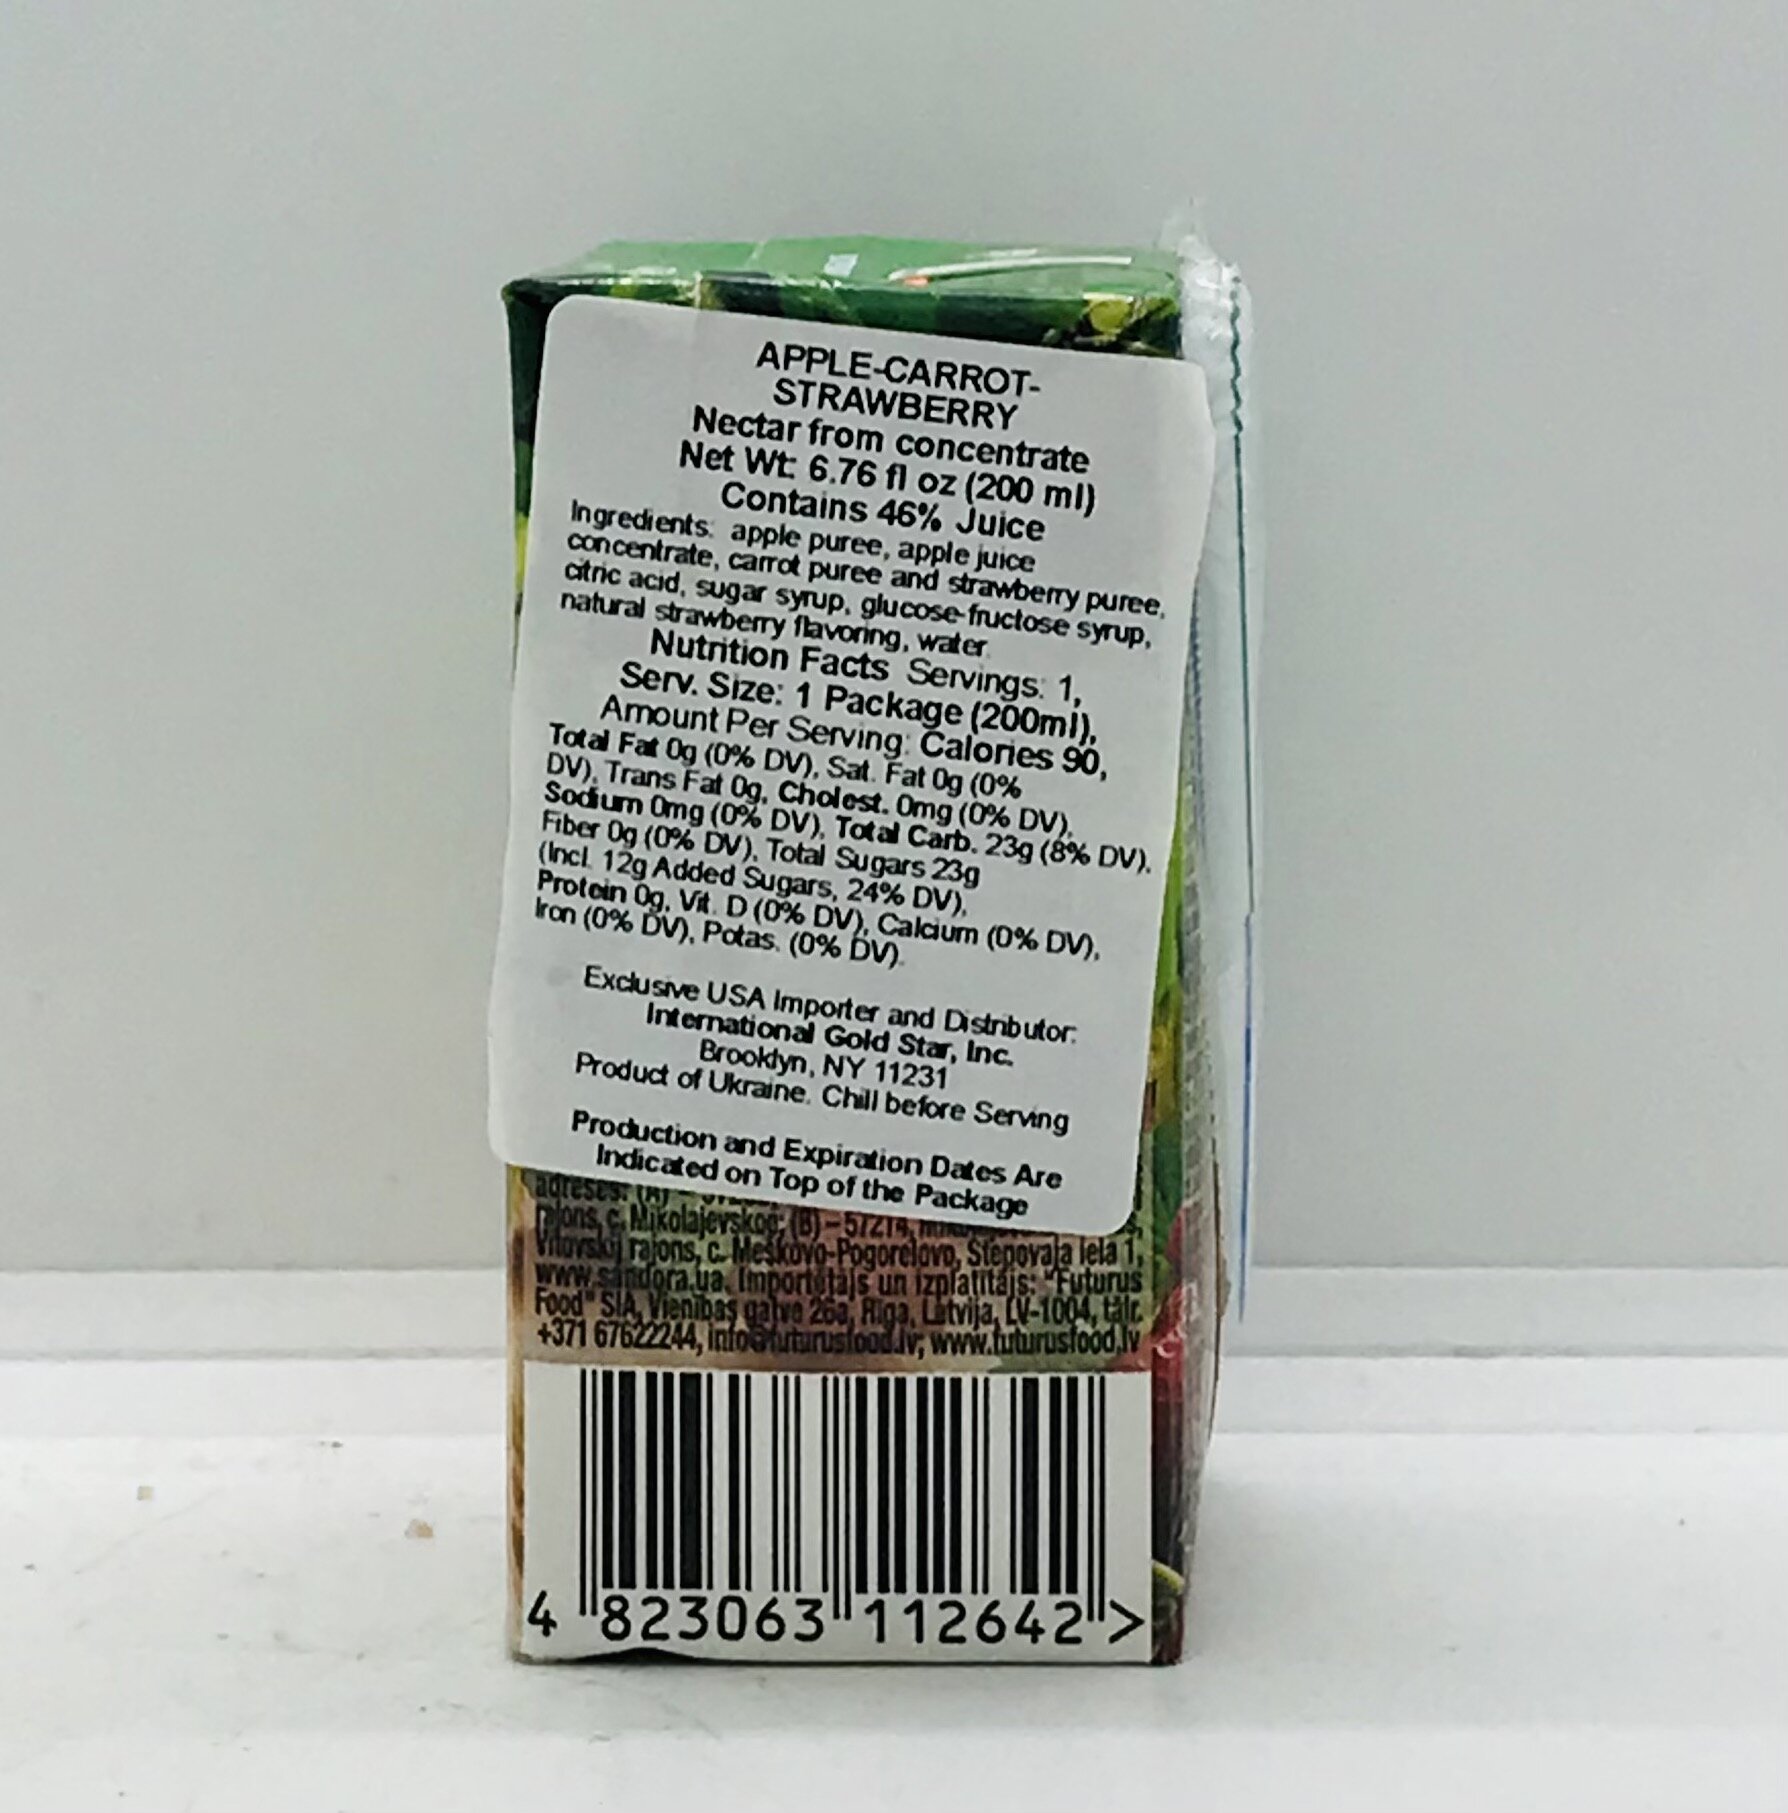 APPLE-CARROT-
STRAWBERRY
Nectar from concentrate
Net Wt: 6.76 fl oz (200 ml)
Contains 46% Juice
Ingredients: apple puree, apple juice
concentrate, carrot puree and strawberry puree,
citric acid, sugar syrup, glucose-fructose syrup,
natural strawberry flavoring, water.
Nutrition Facts Servings: 1,
Serv. Size: 1 Package (200ml),
Amount Per Serving: Calories 90,
Total Fat 0g (0% DV), Sat. Fat 0g (0%
DV), Trans Fat 0g, Cholest. 0mg (0% DV),
Sodium 0mg (0% DV), Total Carb. 23g (8% DV),
Fiber 0g (0% DV), Total Sugars 23g
(Incl. 12g Added Sugars, 24% DV),
Protein 0g, Vit. D (0% DV), Calcium (0% DV),
Iron (0% DV), Potas. (0% DV).
Exclusive USA Importer and Distributor:
International Gold Star, Inc.
Brooklyn, NY 11231
Product of Ukraine. Chill before Serving
Production and Expiration Dates Are
Indicated on Top of the Package
adreses: (A) –
rajons, c. Mikolajevskoe; (B) – 57214,
Vitovskij rajons, c. Meškovo-Pogorelovo, Stepovaja iela 1,
www.sandora.ua. Importētājs un izplatītājs: "Futurus
Food" SIA, Vienības gatve 26a, Rīga, Latvija, LV-1004, tālr.
+371 67622244, info@futurusfood.lv; www.futurusfood.lv
4 823063 112642 >